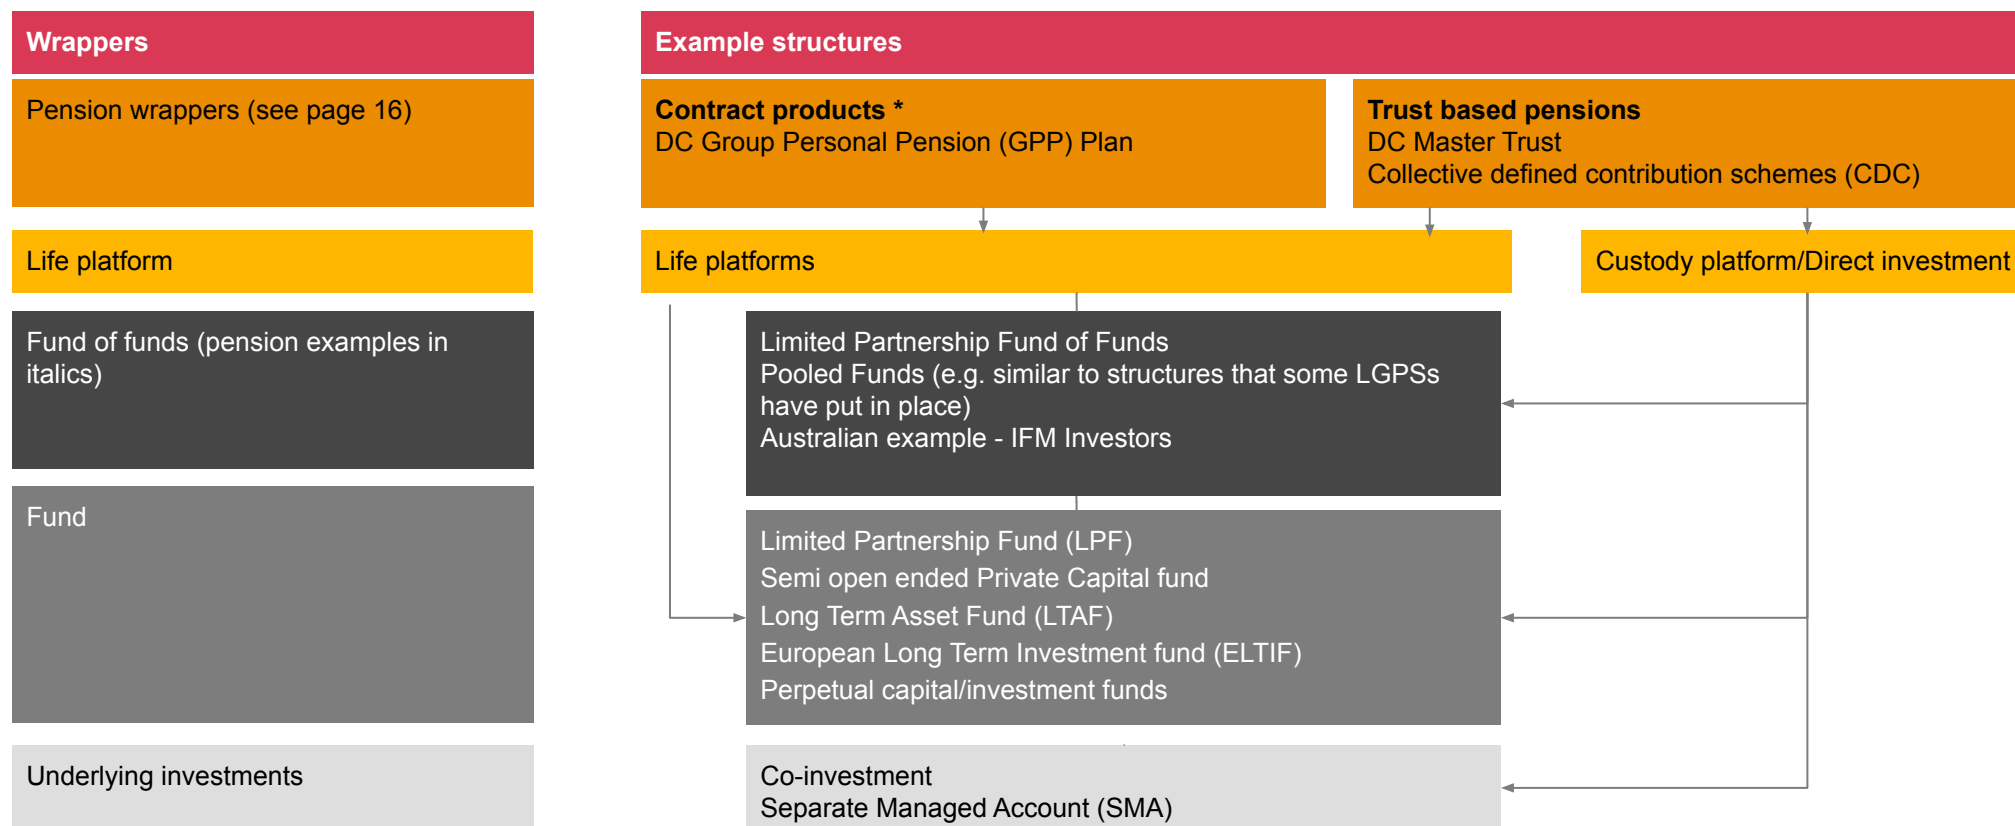 Wrappers
Example structures
Pension wrappers (see page 16)
Contract products *
DC Group Personal Pension (GPP) Plan
Trust based pensions
DC Master Trust
Collective defined contribution schemes (CDC)
Life platform
Life platforms
Custody platform/Direct investment
Fund of funds (pension examples in
italics)
Limited Partnership Fund of Funds
Pooled Funds (e.g. similar to structures that some LGPSs
have put in place)
Australian example - IFM Investors
Fund
Limited Partnership Fund (LPF)
Semi open ended Private Capital fund
Long Term Asset Fund (LTAF)
European Long Term Investment fund (ELTIF)
Perpetual capital/investment funds
Underlying investments
Co-investment
Separate Managed Account (SMA)